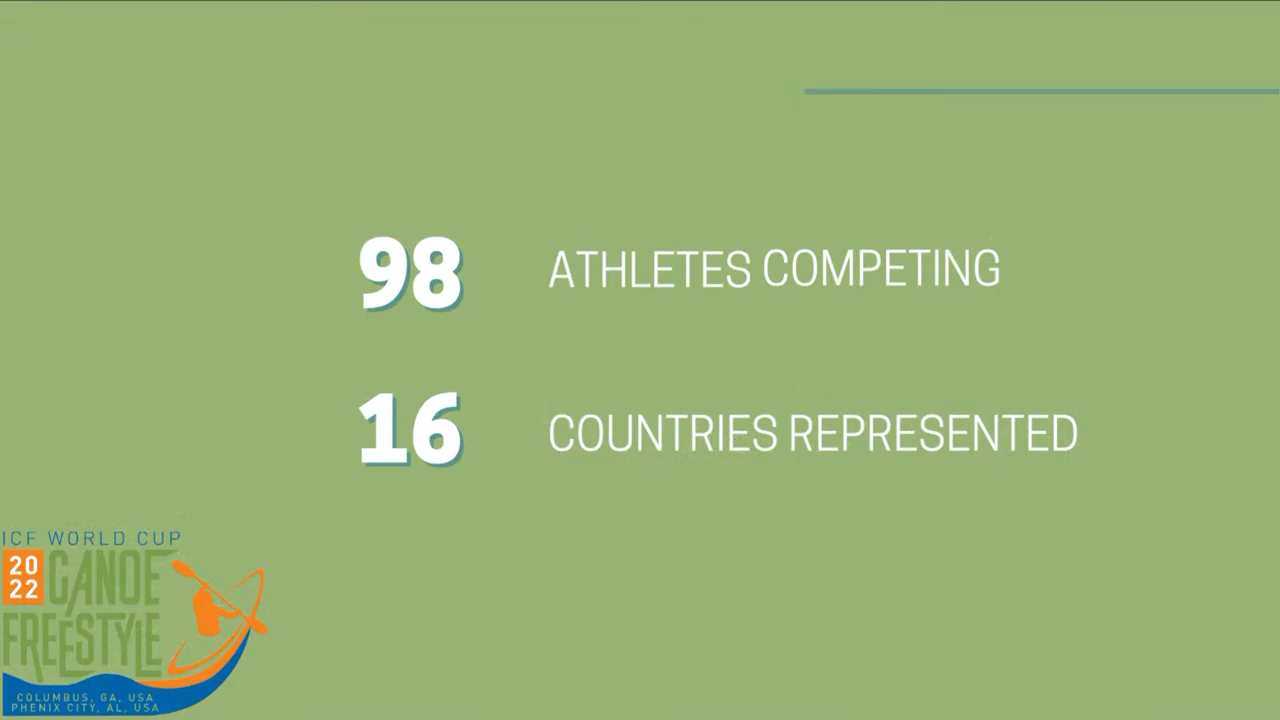 98 ATHLETES COMPETING
16 COUNTRIES REPRESENTED
ICF WORLD CUP
20
22
CANOE
FREESTYLE
COLUMBUS, GA, USA
PHENIX CITY, AL, USA